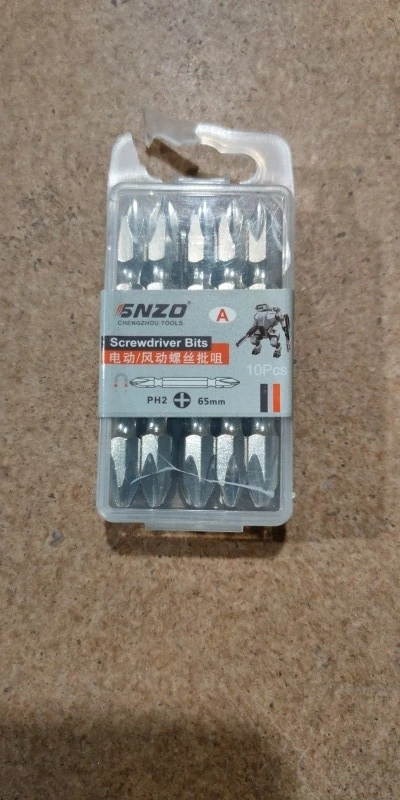 SNZO
A
CHENGZHOU TOOLS
Screwdriver Bits
电动/风动螺丝批咀
10Pcs
PH2 65mm